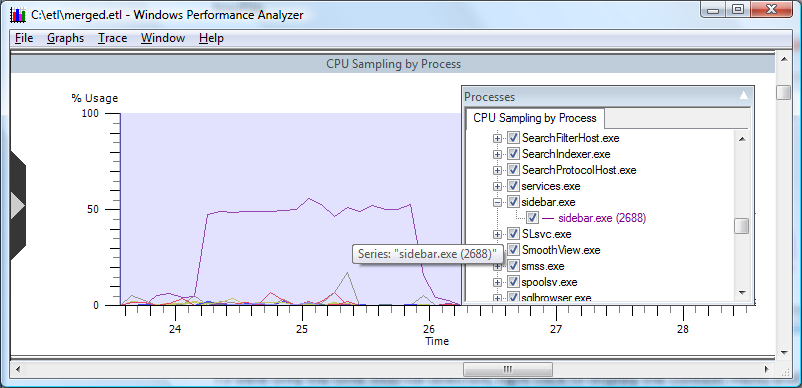 C:\etl\merged.etl - Windows Performance Analyzer
File Graphs Trace Window Help
CPU Sampling by Process
% Usage
100
50
0
24
25
26
27
28
Time
Processes
CPU Sampling by Process
SearchFilterHost.exe
SearchIndexer.exe
SearchProtocolHost.exe
services.exe
sidebar.exe
sidebar.exe (2688)
SLsvc.exe
SmoothView.exe
smss.exe
spoolsv.exe
sqlbrowser.exe
Series: "sidebar.exe (2688)"